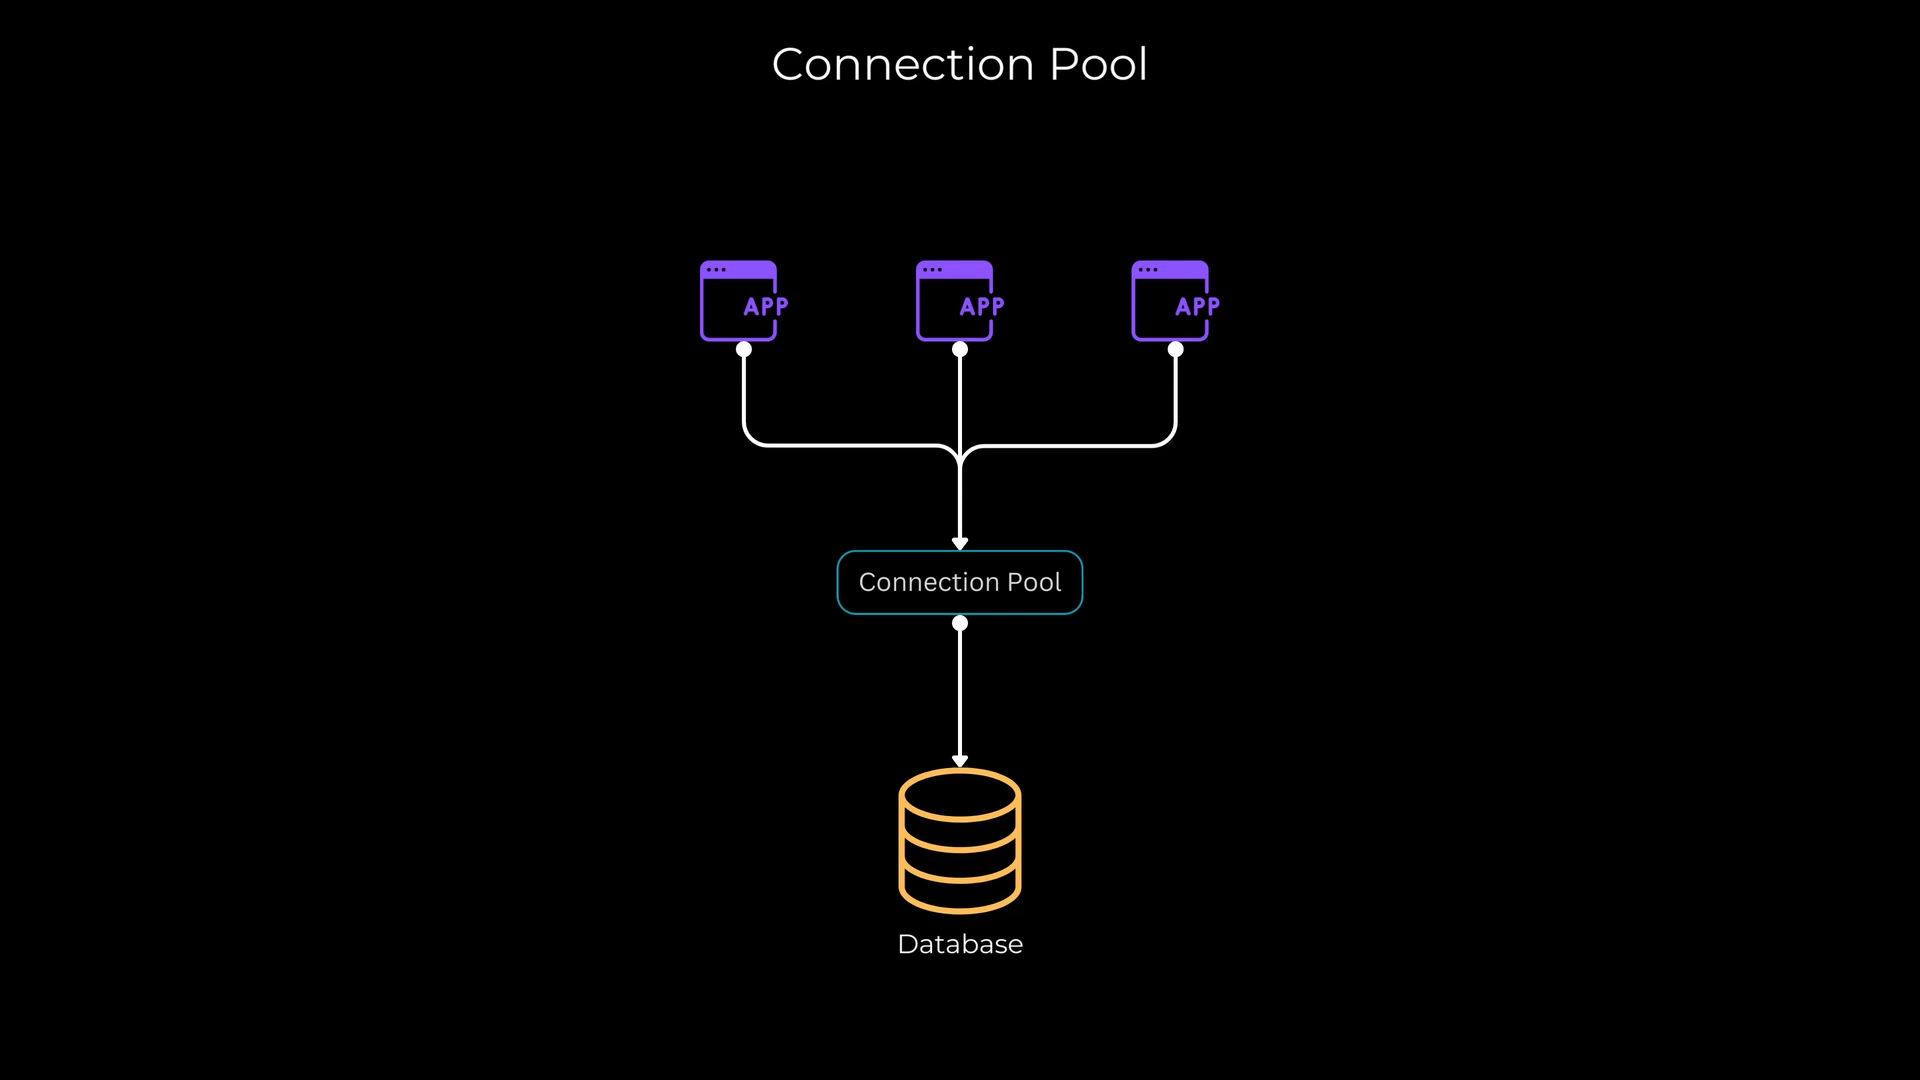 Connection Pool
APP
APP
APP
Connection Pool
Database